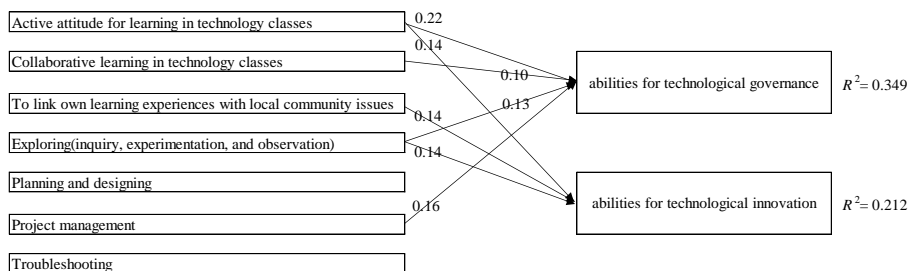 Active attitude for learning in technology classes
0.22
0.14
Collaborative learning in technology classes
0.10
To link own learning experiences with local community issues
0.13
0.14
Exploring(inquiry, experimentation, and observation)
0.14
Planning and designing
Project management
0.16
Troubleshooting
abilities for technological governance
R²= 0.349
abilities for technological innovation
R²= 0.212